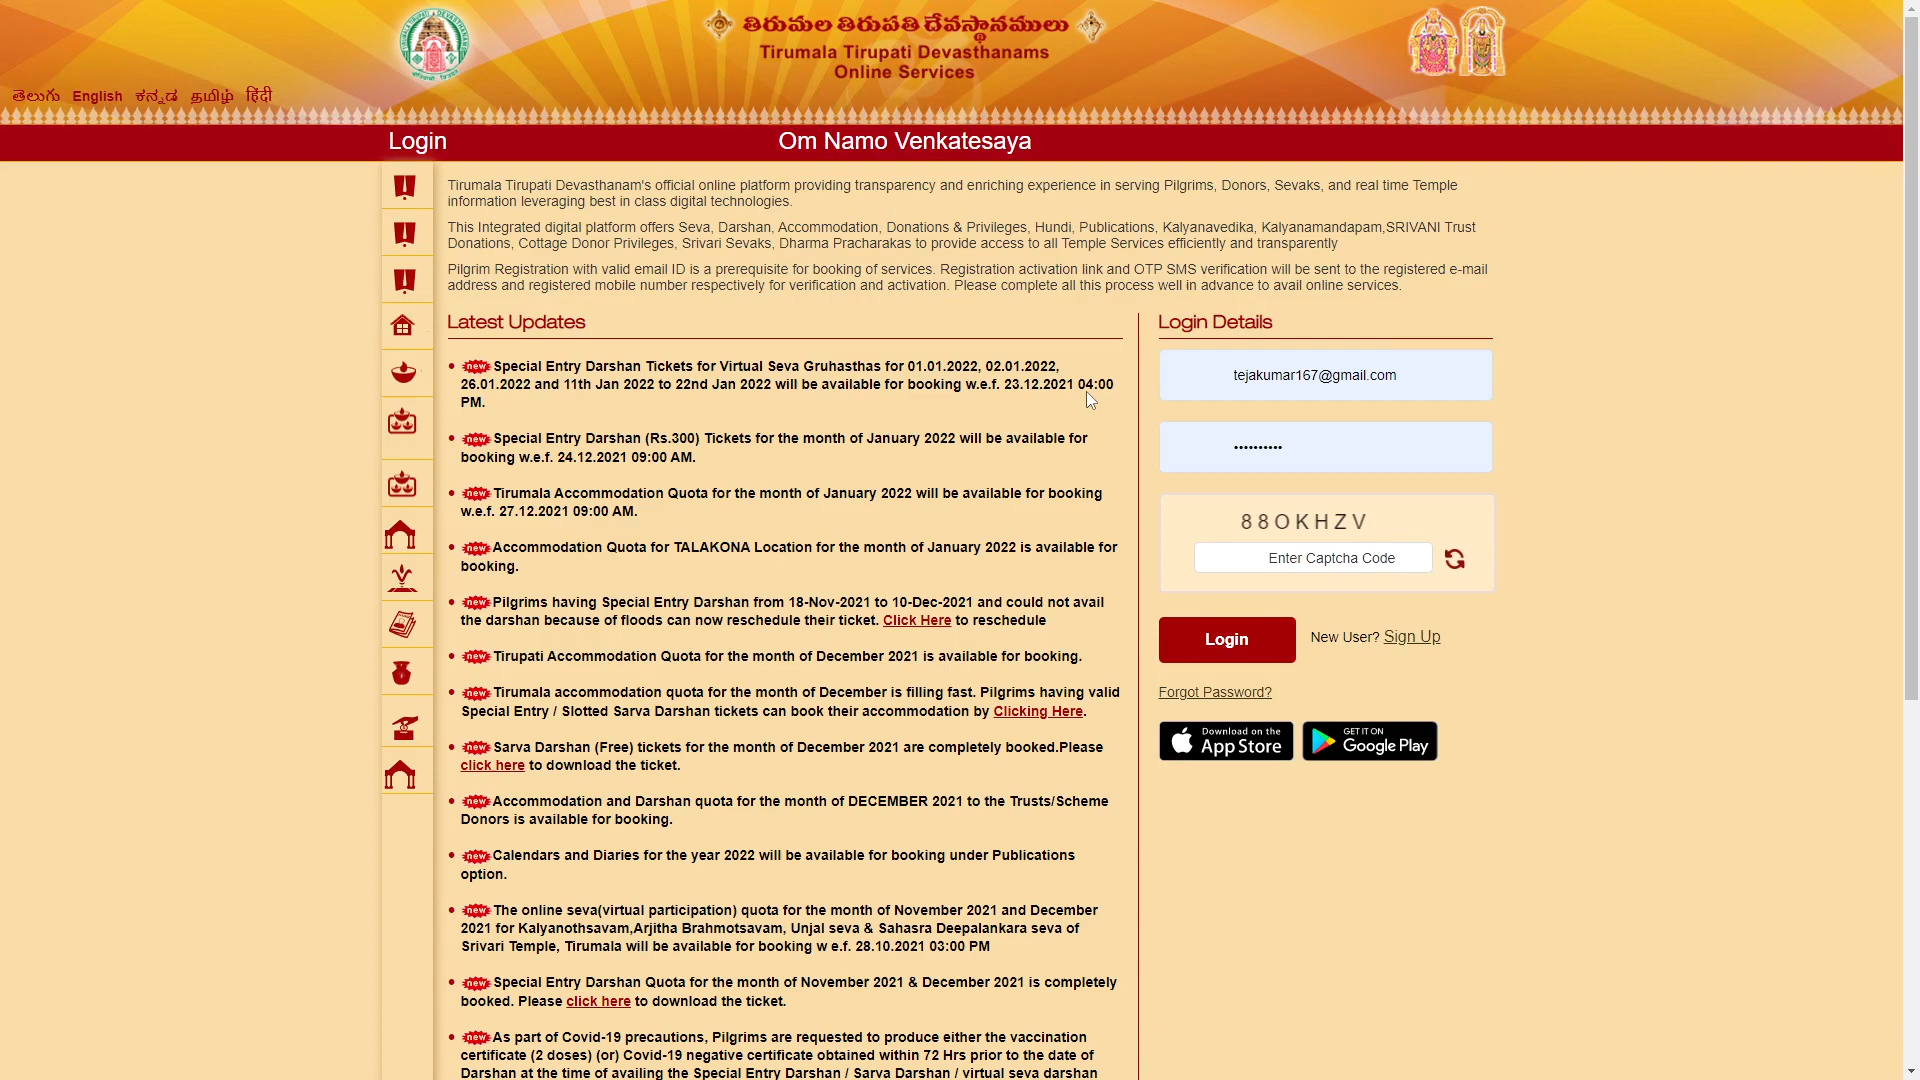 తిరుమల తిరుపతి దేవస్థానములు
Tirumala Tirupati Devasthanams
Online Services
తెలుగు English ಕನ್ನಡ தமிழ் हिंदी
Login
Om Namo Venkatesaya
Tirumala Tirupati Devasthanam's official online platform providing transparency and enriching experience in serving Pilgrims, Donors, Sevaks, and real time Temple
information leveraging best in class digital technologies.
This Integrated digital platform offers Seva, Darshan, Accommodation, Donations & Privileges, Hundi, Publications, Kalyanavedika, Kalyanamandapam,SRIVANI Trust
Donations, Cottage Donor Privileges, Srivari Sevaks, Dharma Pracharakas to provide access to all Temple Services efficiently and transparently
Pilgrim Registration with valid email ID is a prerequisite for booking of services. Registration activation link and OTP SMS verification will be sent to the registered e-mail
address and registered mobile number respectively for verification and activation. Please complete all this process well in advance to avail online services.
Latest Updates
new Special Entry Darshan Tickets for Virtual Seva Gruhasthas for 01.01.2022, 02.01.2022,
26.01.2022 and 11th Jan 2022 to 22nd Jan 2022 will be available for booking w.e.f. 23.12.2021 04:00
PM.
new Special Entry Darshan (Rs.300) Tickets for the month of January 2022 will be available for
booking w.e.f. 24.12.2021 09:00 AM.
new Tirumala Accommodation Quota for the month of January 2022 will be available for booking
w.e.f. 27.12.2021 09:00 AM.
new Accommodation Quota for TALAKONA Location for the month of January 2022 is available for
booking.
new Pilgrims having Special Entry Darshan from 18-Nov-2021 to 10-Dec-2021 and could not avail
the darshan because of floods can now reschedule their ticket. Click Here to reschedule
new Tirupati Accommodation Quota for the month of December 2021 is available for booking.
new Tirumala accommodation quota for the month of December is filling fast. Pilgrims having valid
Special Entry / Slotted Sarva Darshan tickets can book their accommodation by Clicking Here.
new Sarva Darshan (Free) tickets for the month of December 2021 are completely booked.Please
click here to download the ticket.
new Accommodation and Darshan quota for the month of DECEMBER 2021 to the Trusts/Scheme
Donors is available for booking.
new Calendars and Diaries for the year 2022 will be available for booking under Publications
option.
new The online seva(virtual participation) quota for the month of November 2021 and December
2021 for Kalyanothsavam,Arjitha Brahmotsavam, Unjal seva & Sahasra Deepalankara seva of
Srivari Temple, Tirumala will be available for booking w e.f. 28.10.2021 03:00 PM
new Special Entry Darshan Quota for the month of November 2021 & December 2021 is completely
booked. Please click here to download the ticket.
new As part of Covid-19 precautions, Pilgrims are requested to produce either the vaccination
certificate (2 doses) (or) Covid-19 negative certificate obtained within 72 Hrs prior to the date of
Darshan at the time of availing the Special Entry Darshan / Sarva Darshan / virtual seva darshan
Login Details
tejakumar167@gmail.com
••••••••••
88OKHZV
Enter Captcha Code
Login
New User? Sign Up
Forgot Password?
Download on the
App Store
GET IT ON
Google Play